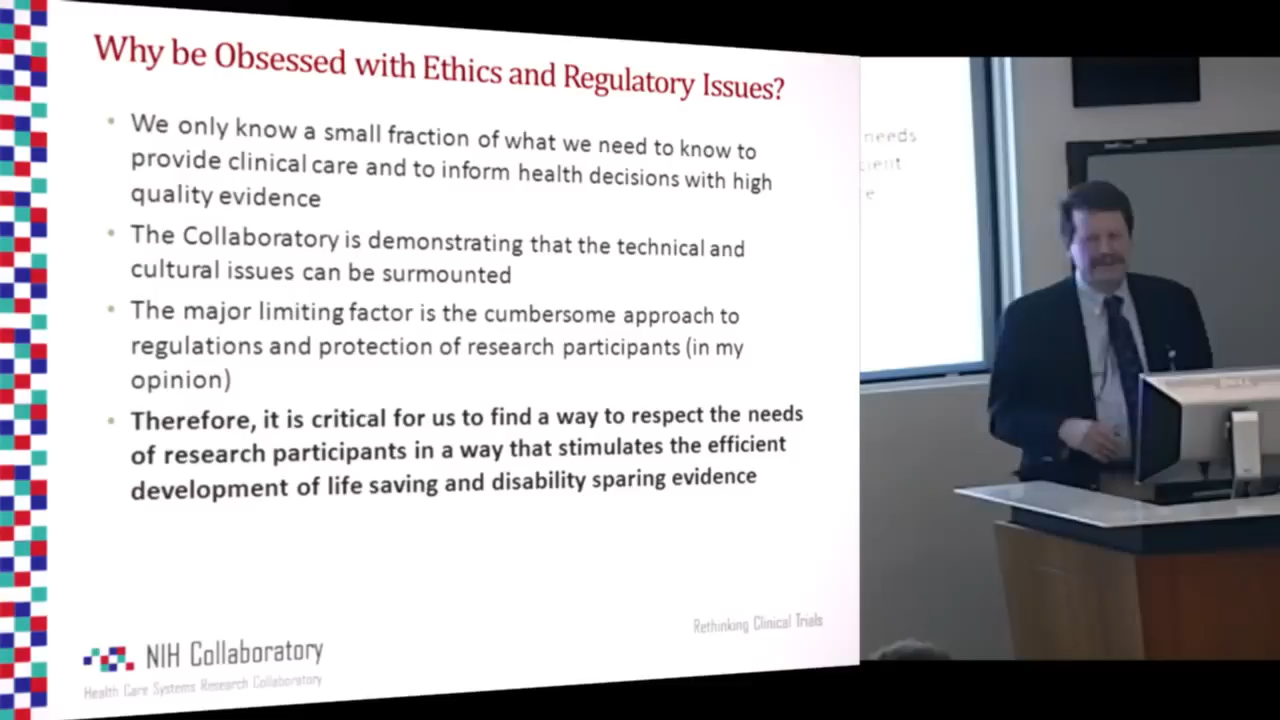 Why be Obsessed with Ethics and Regulatory Issues?
We only know a small fraction of what we need to know to
provide clinical care and to inform health decisions with high
quality evidence
The Collaboratory is demonstrating that the technical and
cultural issues can be surmounted
The major limiting factor is the cumbersome approach to
regulations and protection of research participants (in my
opinion)
Therefore, it is critical for us to find a way to respect the needs
of research participants in a way that stimulates the efficient
development of life saving and disability sparing evidence
Rethinking Clinical Trials
NIH Collaboratory
Health Care Systems Research Collaboratory
needs
cient
e
DELL